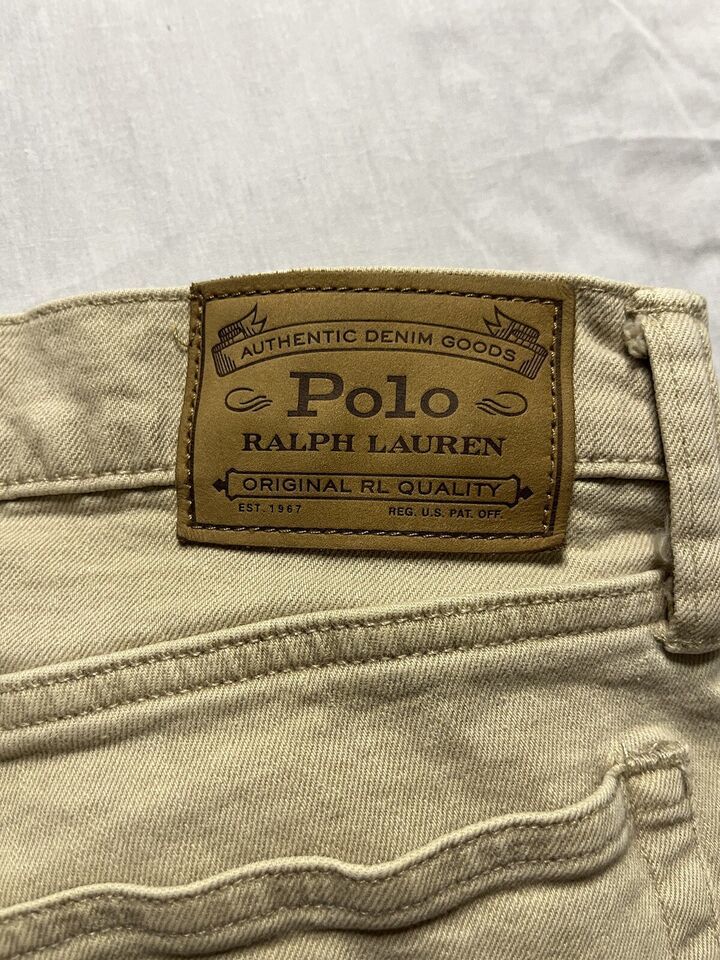 AUTHENTIC DENIM GOODS
Polo
RALPH LAUREN
ORIGINAL RL QUALITY
EST. 1967 REG. U.S. PAT. OFF.